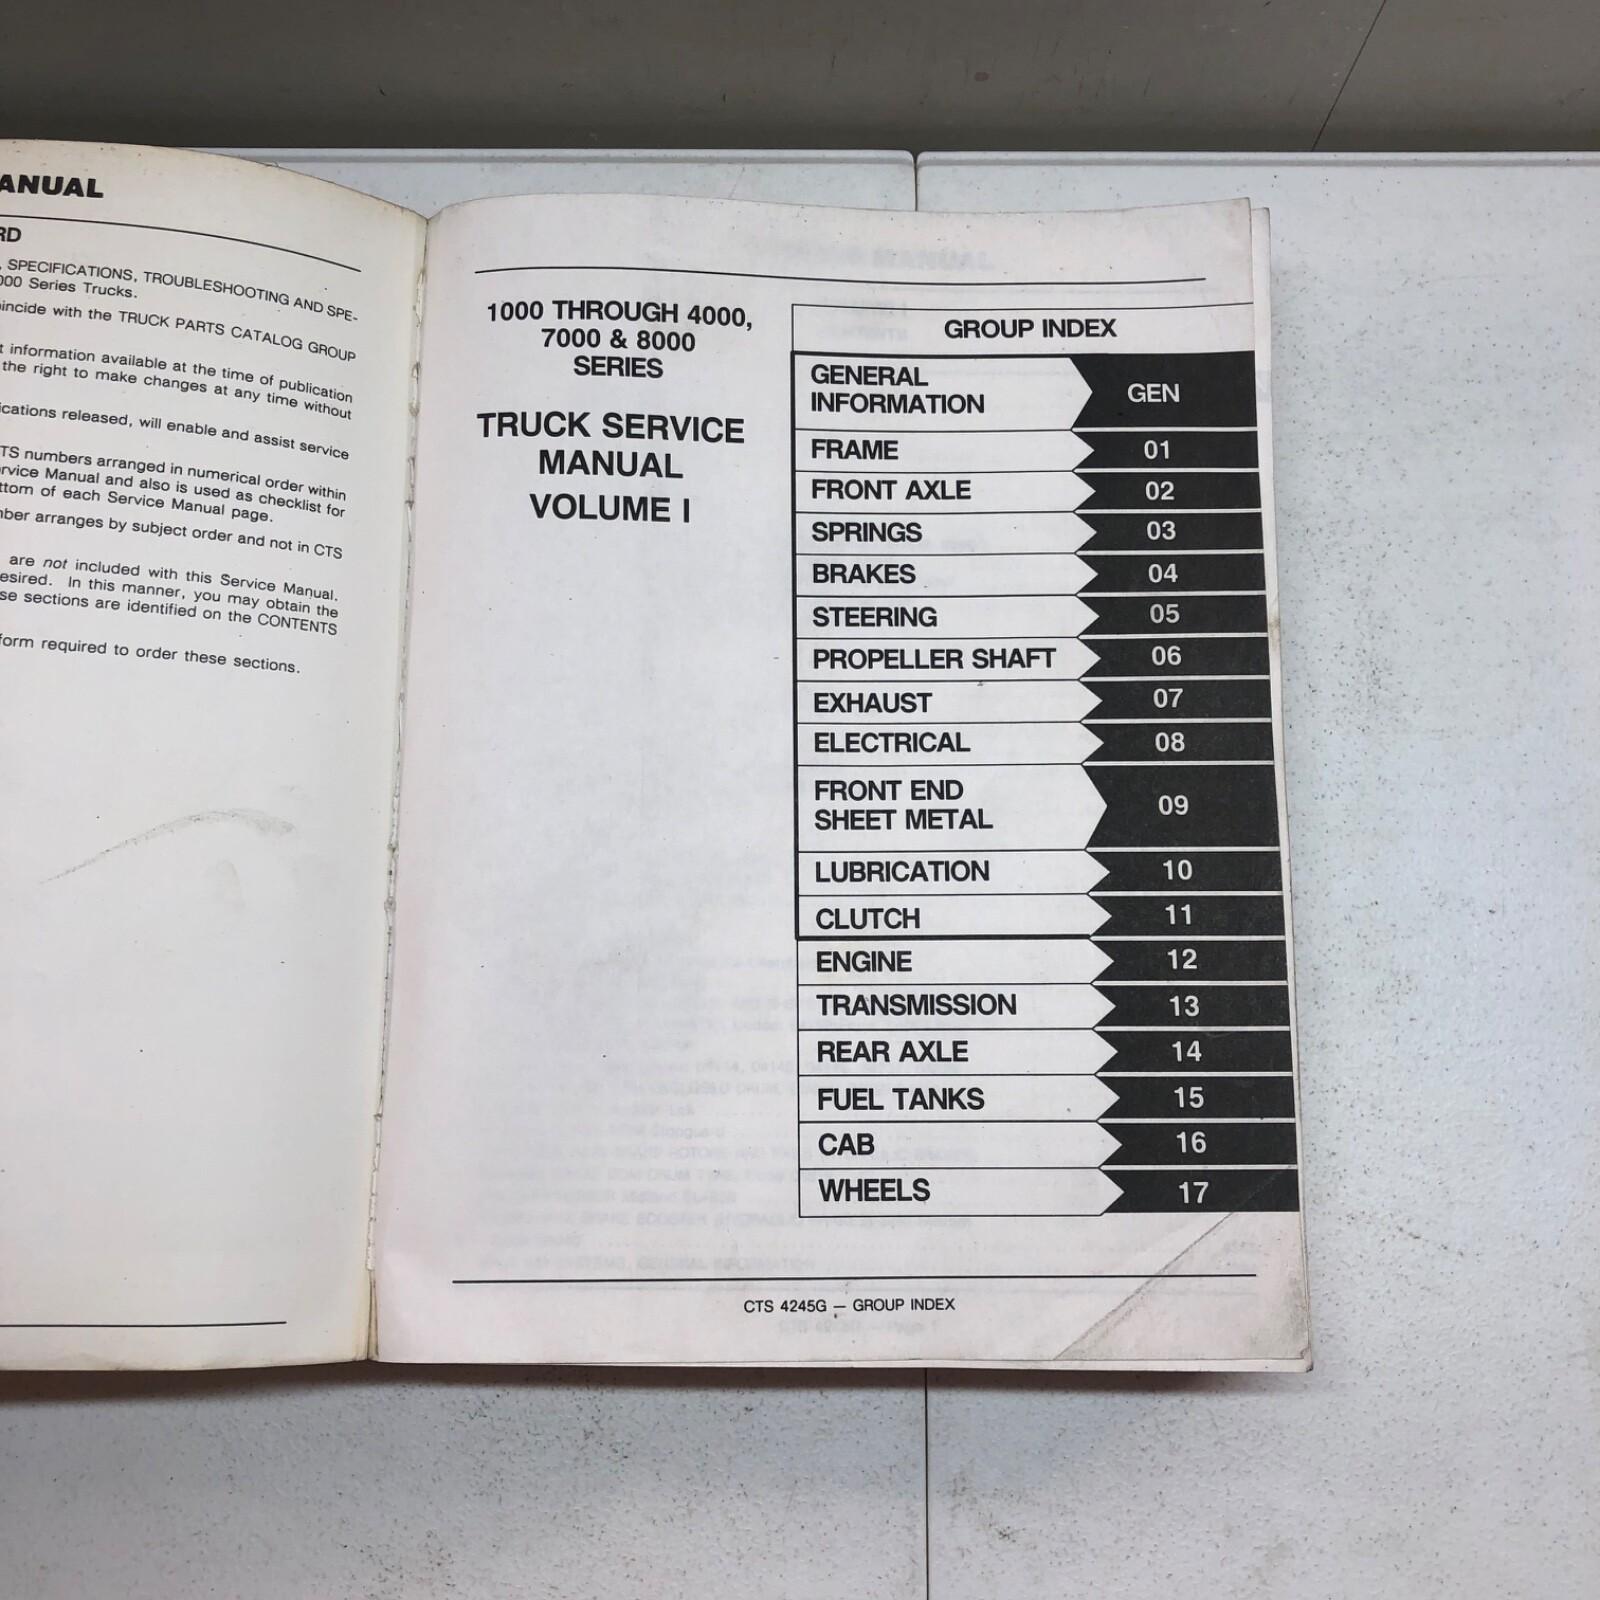 ANUAL
RD
, SPECIFICATIONS, TROUBLESHOOTING AND SPE-
000 Series Trucks.
oincide with the TRUCK PARTS CATALOG GROUP
t information available at the time of publication
the right to make changes at any time without
ications released, will enable and assist service
TS numbers arranged in numerical order within
rvice Manual and also is used as checklist for
ttom of each Service Manual page.
mber arranges by subject order and not in CTS
are not included with this Service Manual.
esired. In this manner, you may obtain the
se sections are identified on the CONTENTS
form required to order these sections.
1000 THROUGH 4000,
7000 & 8000
SERIES
TRUCK SERVICE
MANUAL
VOLUME I
GROUP INDEX
GENERAL
INFORMATION GEN
FRAME 01
FRONT AXLE 02
SPRINGS 03
BRAKES 04
STEERING 05
PROPELLER SHAFT 06
EXHAUST 07
ELECTRICAL 08
FRONT END
SHEET METAL 09
LUBRICATION 10
CLUTCH 11
ENGINE 12
TRANSMISSION 13
REAR AXLE 14
FUEL TANKS 15
CAB 16
WHEELS 17
CTS 4245G — GROUP INDEX